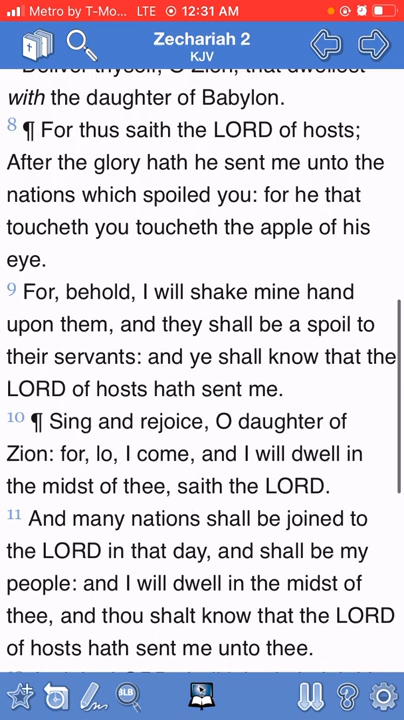 Metro by T-Mo... LTE 12:31 AM
Zechariah 2
KJV
Deliver thyself, O Zion, that dwellest
with the daughter of Babylon.
8 ¶ For thus saith the LORD of hosts;
After the glory hath he sent me unto the
nations which spoiled you: for he that
toucheth you toucheth the apple of his
eye.
9 For, behold, I will shake mine hand
upon them, and they shall be a spoil to
their servants: and ye shall know that the
LORD of hosts hath sent me.
10 ¶ Sing and rejoice, O daughter of
Zion: for, lo, I come, and I will dwell in
the midst of thee, saith the LORD.
11 And many nations shall be joined to
the LORD in that day, and shall be my
people: and I will dwell in the midst of
thee, and thou shalt know that the LORD
of hosts hath sent me unto thee.
BLB